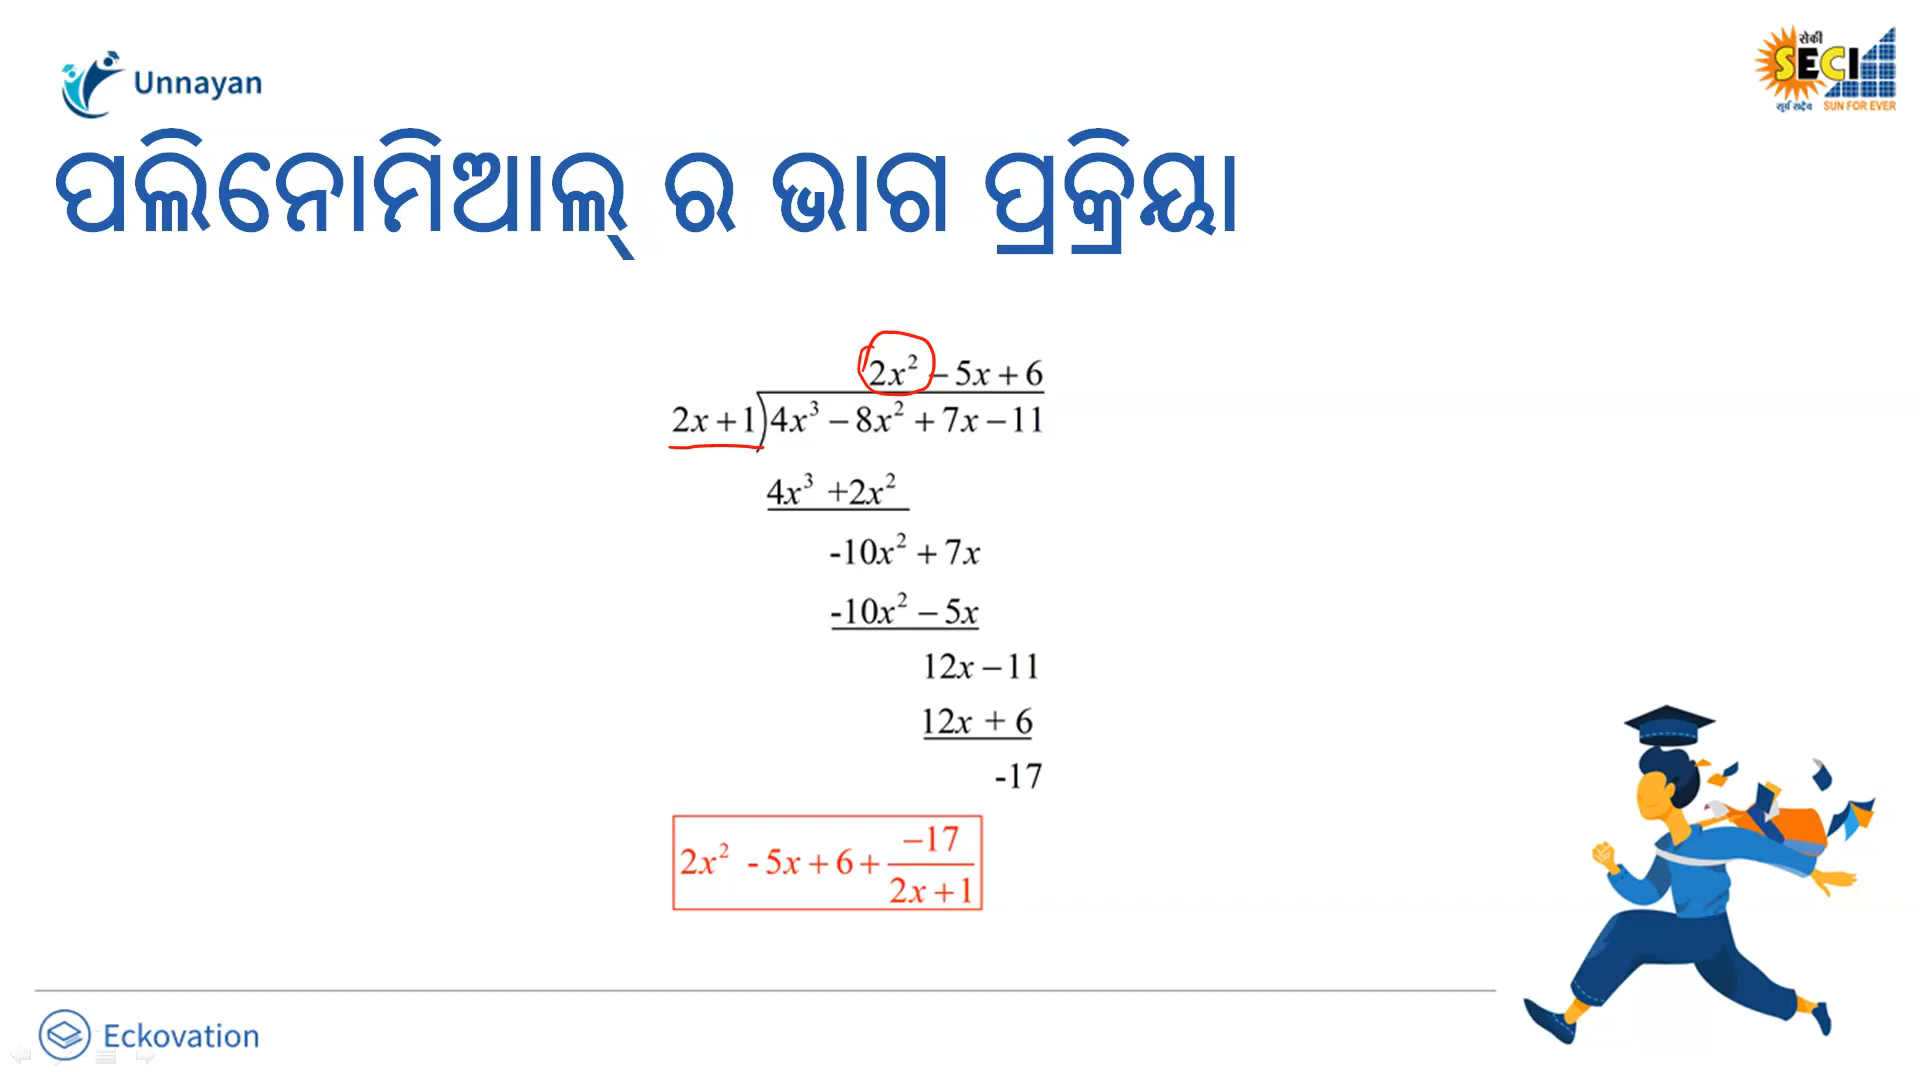 Unnayan
सेकी
SECI
सूर्य सदैव SUN FOR EVER
ପଲିନୋମିଆଲ୍ ର ଭାଗ ପ୍ରକ୍ରିୟା
2x² − 5x + 6
2x + 1)4x³ − 8x² + 7x − 11
4x³ +2x²
-10x² + 7x
-10x² − 5x
12x − 11
12x + 6
-17
2x² - 5x + 6 + −17/2x + 1
Eckovation